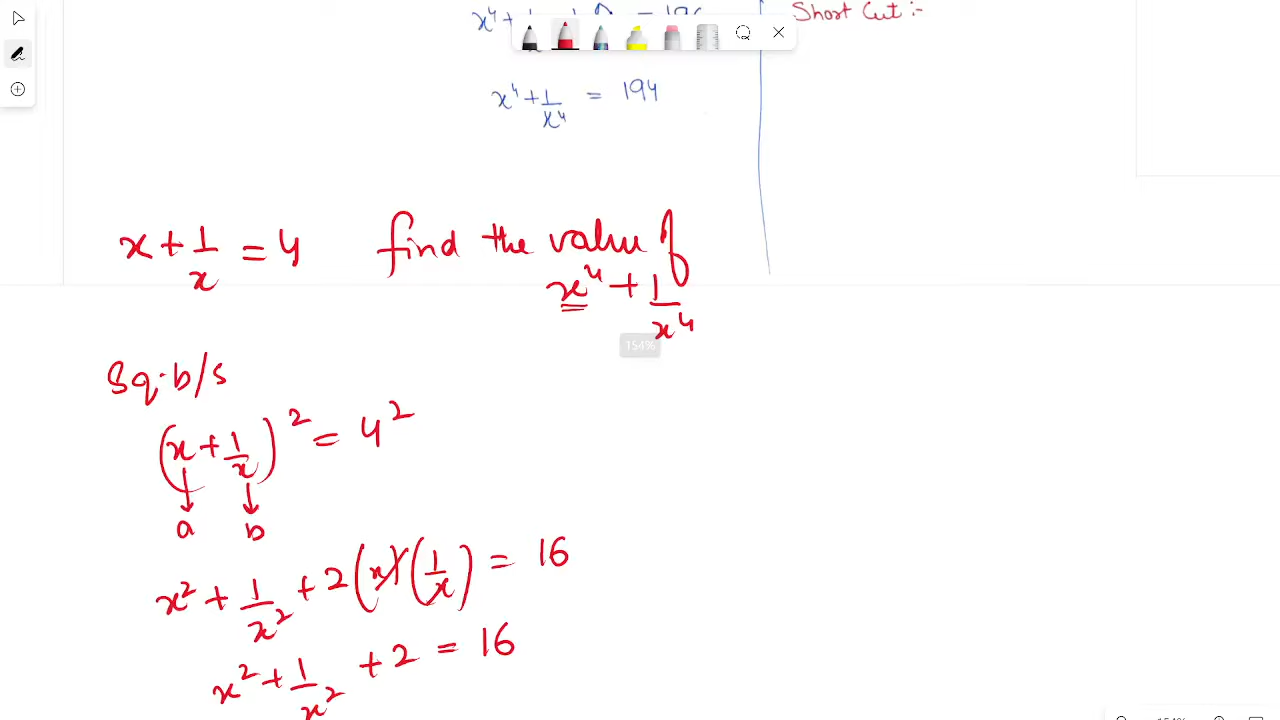 Short Cut :-
x⁴ + 1/x⁴ = 194
x + 1/x = 4 find the value of
x⁴ + 1/x⁴
154%
Sq. b/s
(x + 1/x)² = 4²
a b
x² + 1/x² + 2(x)(1/x) = 16
x² + 1/x² + 2 = 16